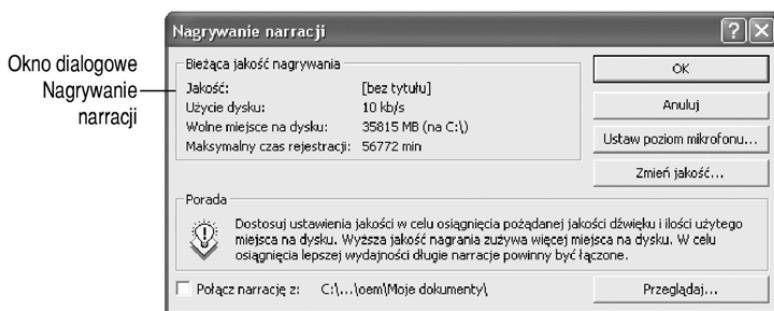 Okno dialogowe
Nagrywanie
narracji
Nagrywanie narracji
Bieżąca jakość nagrywania
Jakość: [bez tytułu]
Użycie dysku: 10 kb/s
Wolne miejsce na dysku: 35815 MB (na C:\)
Maksymalny czas rejestracji: 56772 min
OK
Anuluj
Ustaw poziom mikrofonu...
Zmień jakość...
Porada
Dostosuj ustawienia jakości w celu osiągnięcia pożądanej jakości dźwięku i ilości użytego
miejsca na dysku. Wyższa jakość nagrania zużywa więcej miejsca na dysku. W celu
osiągnięcia lepszej wydajności długie narracje powinny być łączone.
Połącz narrację z: C:\...\oem\Moje dokumenty\
Przeglądaj...